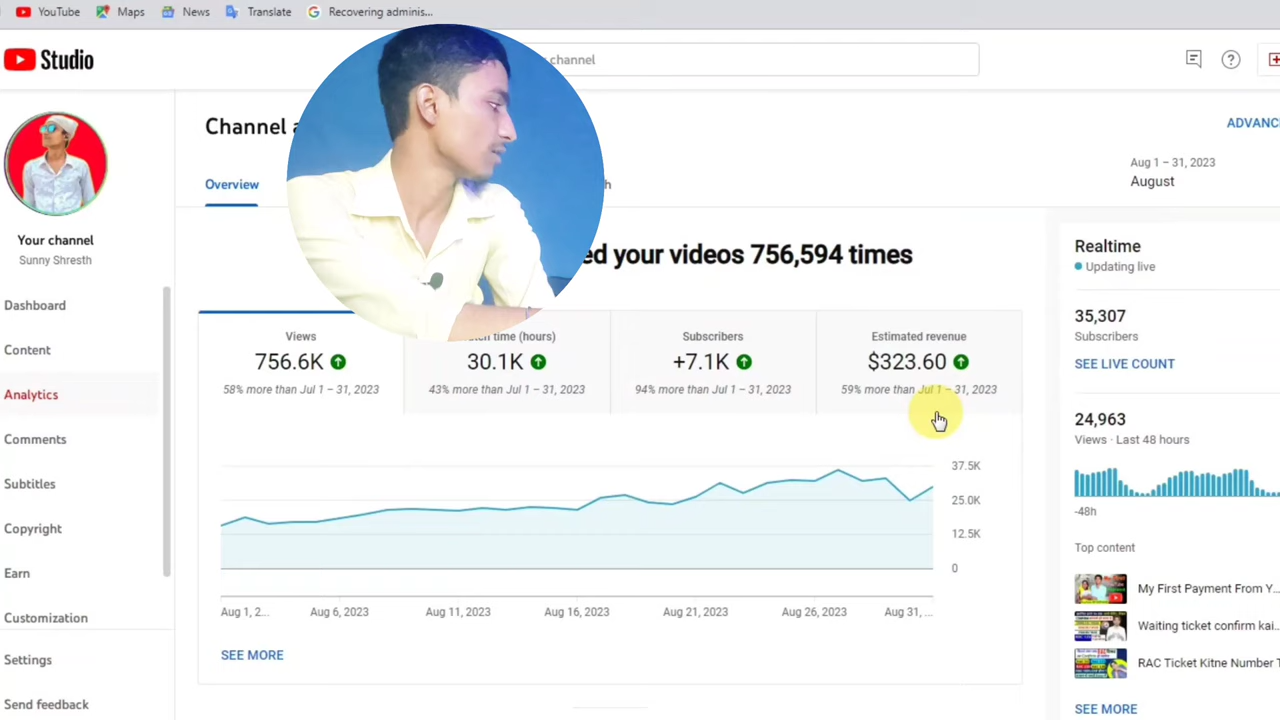 YouTube Maps News Translate Recovering adminis...
Studio
channel
Channel a
ADVANC
Aug 1 – 31, 2023
August
Overview
h
ed your videos 756,594 times
Your channel
Sunny Shresth
Dashboard
Content
Analytics
Comments
Subtitles
Copyright
Earn
Customization
Settings
Send feedback
Views
756.6K
58% more than Jul 1 – 31, 2023
time (hours)
30.1K
43% more than Jul 1 – 31, 2023
Subscribers
+7.1K
94% more than Jul 1 – 31, 2023
Estimated revenue
$323.60
59% more than Jul 1 – 31, 2023
37.5K
25.0K
12.5K
0
Aug 1, 2... Aug 6, 2023 Aug 11, 2023 Aug 16, 2023 Aug 21, 2023 Aug 26, 2023 Aug 31, ...
SEE MORE
Realtime
Updating live
35,307
Subscribers
SEE LIVE COUNT
24,963
Views · Last 48 hours
-48h
Top content
My First Payment From Y...
Waiting ticket confirm kai...
RAC Ticket Kitne Number T
SEE MORE